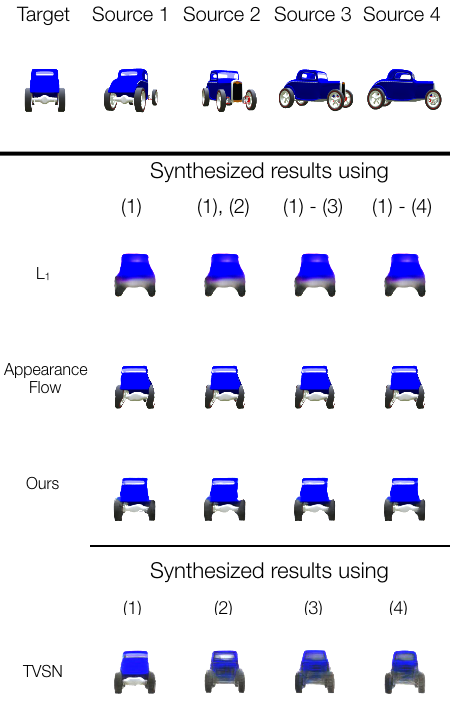 Target Source 1 Source 2 Source 3 Source 4
Synthesized results using
(1) (1), (2) (1) - (3) (1) - (4)
L1
Appearance
Flow
Ours
Synthesized results using
(1) (2) (3) (4)
TVSN